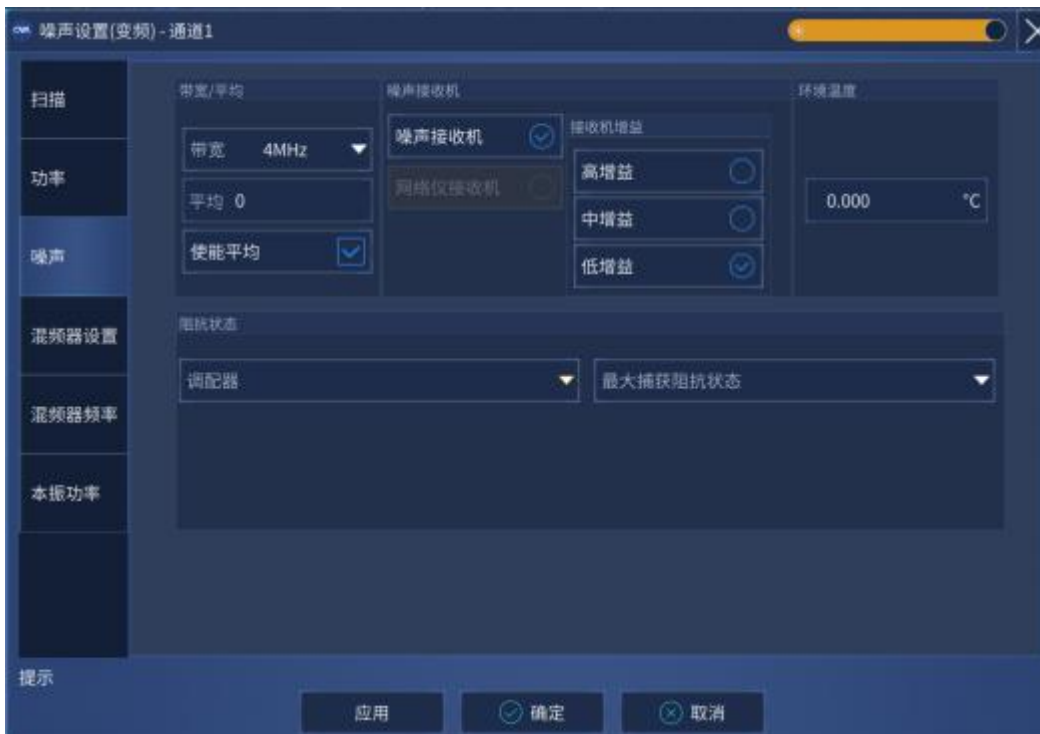 噪声设置(变频) - 通道1
扫描
功率
噪声
混频器设置
混频器频率
本振功率
带宽/平均
带宽 4MHz
平均 0
使能平均
噪声接收机
噪声接收机
网络仪接收机
接收机增益
高增益
中增益
低增益
环境温度
0.000 °C
阻抗状态
调配器
最大捕获阻抗状态
提示
应用
确定
取消